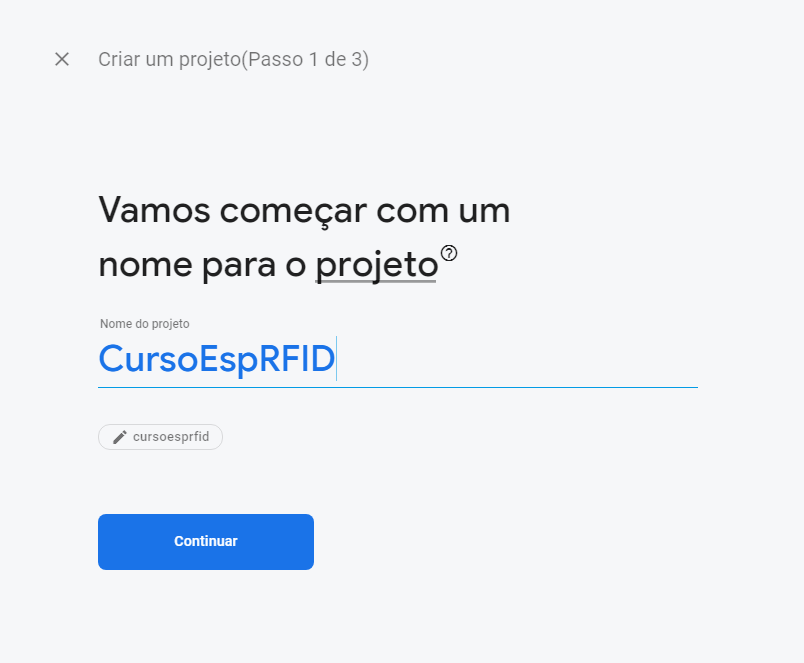 Criar um projeto(Passo 1 de 3)
Vamos começar com um
nome para o projeto
Nome do projeto
CursoEspRFID
cursoesprfid
Continuar